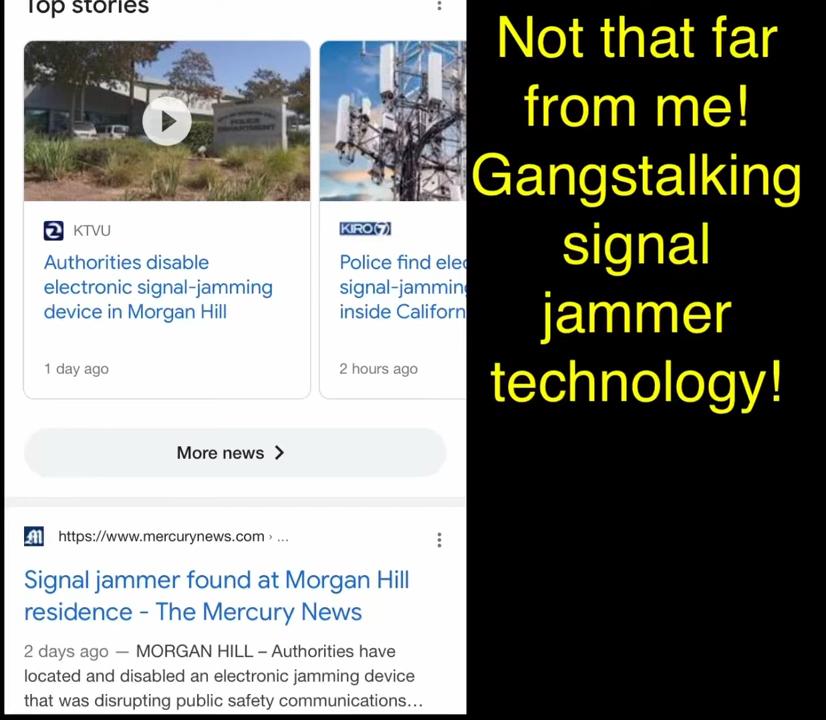 Top stories
KTVU
Authorities disable
electronic signal-jamming
device in Morgan Hill
1 day ago
KIRO 7
Police find elec
signal-jamming
inside Californ
2 hours ago
More news
https://www.mercurynews.com › ...
Signal jammer found at Morgan Hill
residence - The Mercury News
2 days ago — MORGAN HILL – Authorities have
located and disabled an electronic jamming device
that was disrupting public safety communications...
Not that far
from me!
Gangstalking
signal
jammer
technology!